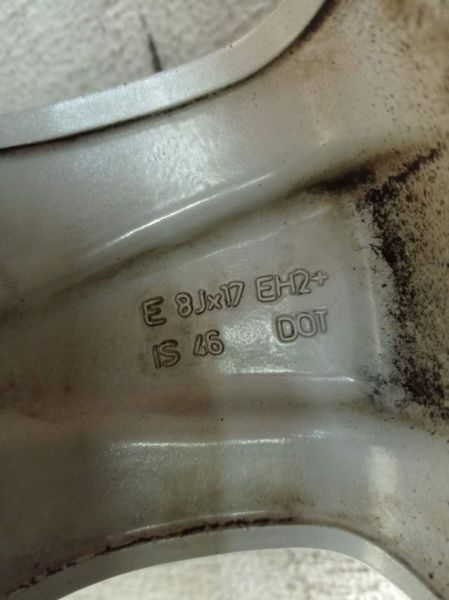 E 8Jx17 EH2+
iS 46 DOT